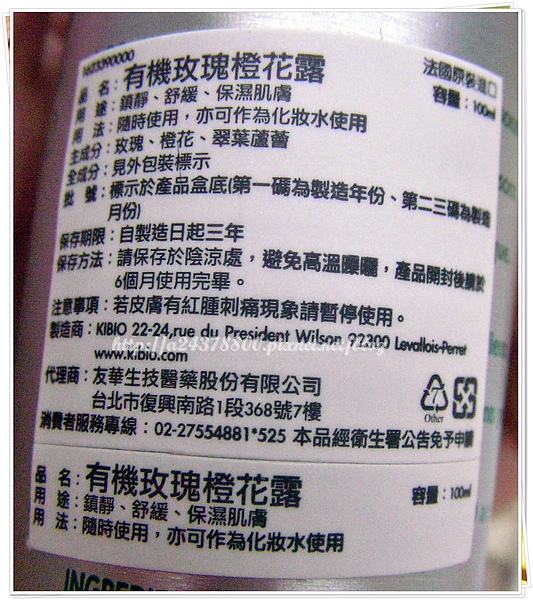 1623390000
品　名：有機玫瑰橙花露
法國原裝進口
用　途：鎮靜、舒緩、保濕肌膚
容量：100ml
用　法：隨時使用，亦可作為化妝水使用
主成分：玫瑰、橙花、翠葉蘆薈
全成分：見外包裝標示
批　號：標示於產品盒底(第一碼為製造年份、第二三碼為製造
月份)
保存期限：自製造日起三年
保存方法：請保存於陰涼處，避免高溫曝曬，產品開封後請於
6個月使用完畢。
注意事項：若皮膚有紅腫刺痛現象請暫停使用。
製造商：KIBIO 22-24,rue du President Wilson 92300 Levallois-Perret
www.kibio.com
代理商：友華生技醫藥股份有限公司
台北市復興南路1段368號7樓
7
Other
消費者服務專線：02-27554881*525 本品經衛生署公告免予申請
品　名：有機玫瑰橙花露
容量：100ml
用　途：鎮靜、舒緩、保濕肌膚
用　法：隨時使用，亦可作為化妝水使用